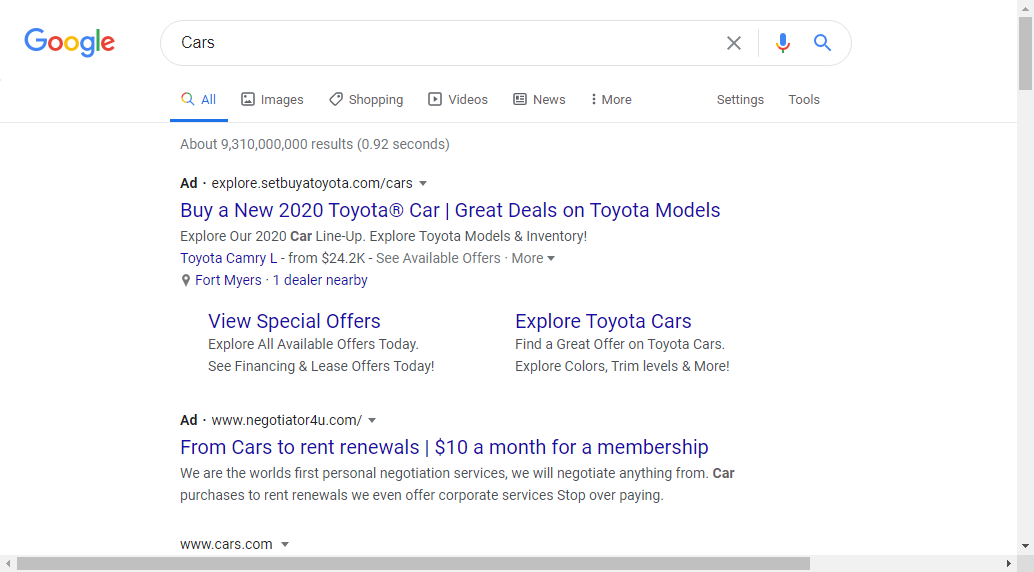 Google
Cars
All Images Shopping Videos News More Settings Tools
About 9,310,000,000 results (0.92 seconds)
Ad · explore.setbuyatoyota.com/cars
Buy a New 2020 Toyota® Car | Great Deals on Toyota Models
Explore Our 2020 Car Line-Up. Explore Toyota Models & Inventory!
Toyota Camry L - from $24.2K - See Available Offers · More
Fort Myers · 1 dealer nearby
View Special Offers
Explore All Available Offers Today.
See Financing & Lease Offers Today!
Explore Toyota Cars
Find a Great Offer on Toyota Cars.
Explore Colors, Trim levels & More!
Ad · www.negotiator4u.com/
From Cars to rent renewals | $10 a month for a membership
We are the worlds first personal negotiation services, we will negotiate anything from. Car
purchases to rent renewals we even offer corporate services Stop over paying.
www.cars.com